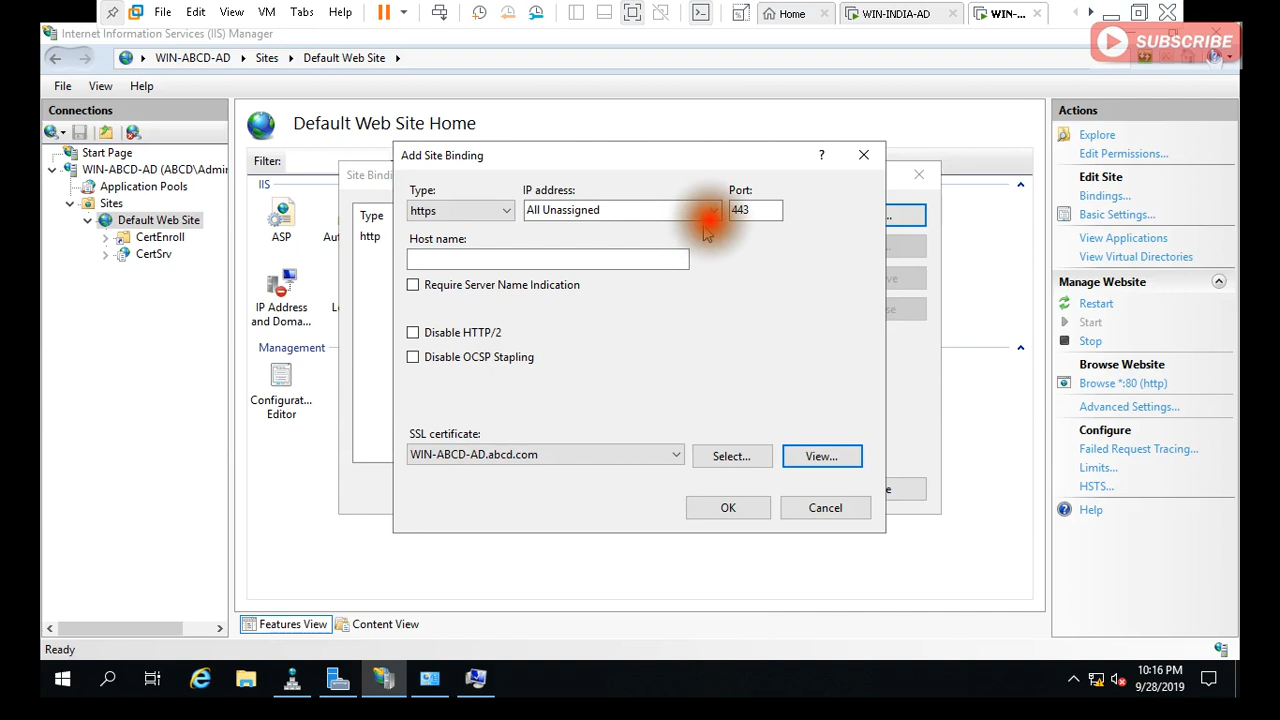 File Edit View VM Tabs Help
Home WIN-INDIA-AD WIN-...
Internet Information Services (IIS) Manager
SUBSCRIBE
WIN-ABCD-AD Sites Default Web Site
File View Help
Connections
Start Page
WIN-ABCD-AD (ABCD\Admini
Application Pools
Sites
Default Web Site
CertEnroll
CertSrv
Default Web Site Home
Filter:
IIS
ASP
IP Address
and Doma...
Management
Configurat...
Editor
Type
http
Add Site Binding
?
Type:
IP address:
Port:
https
All Unassigned
443
Host name:
Require Server Name Indication
Disable HTTP/2
Disable OCSP Stapling
SSL certificate:
WIN-ABCD-AD.abcd.com
Select...
View...
OK
Cancel
Features View
Content View
Actions
Explore
Edit Permissions...
Edit Site
Bindings...
Basic Settings...
View Applications
View Virtual Directories
Manage Website
Restart
Start
Stop
Browse Website
Browse *:80 (http)
Advanced Settings...
Configure
Failed Request Tracing...
Limits...
HSTS...
Help
Ready
10:16 PM
9/28/2019